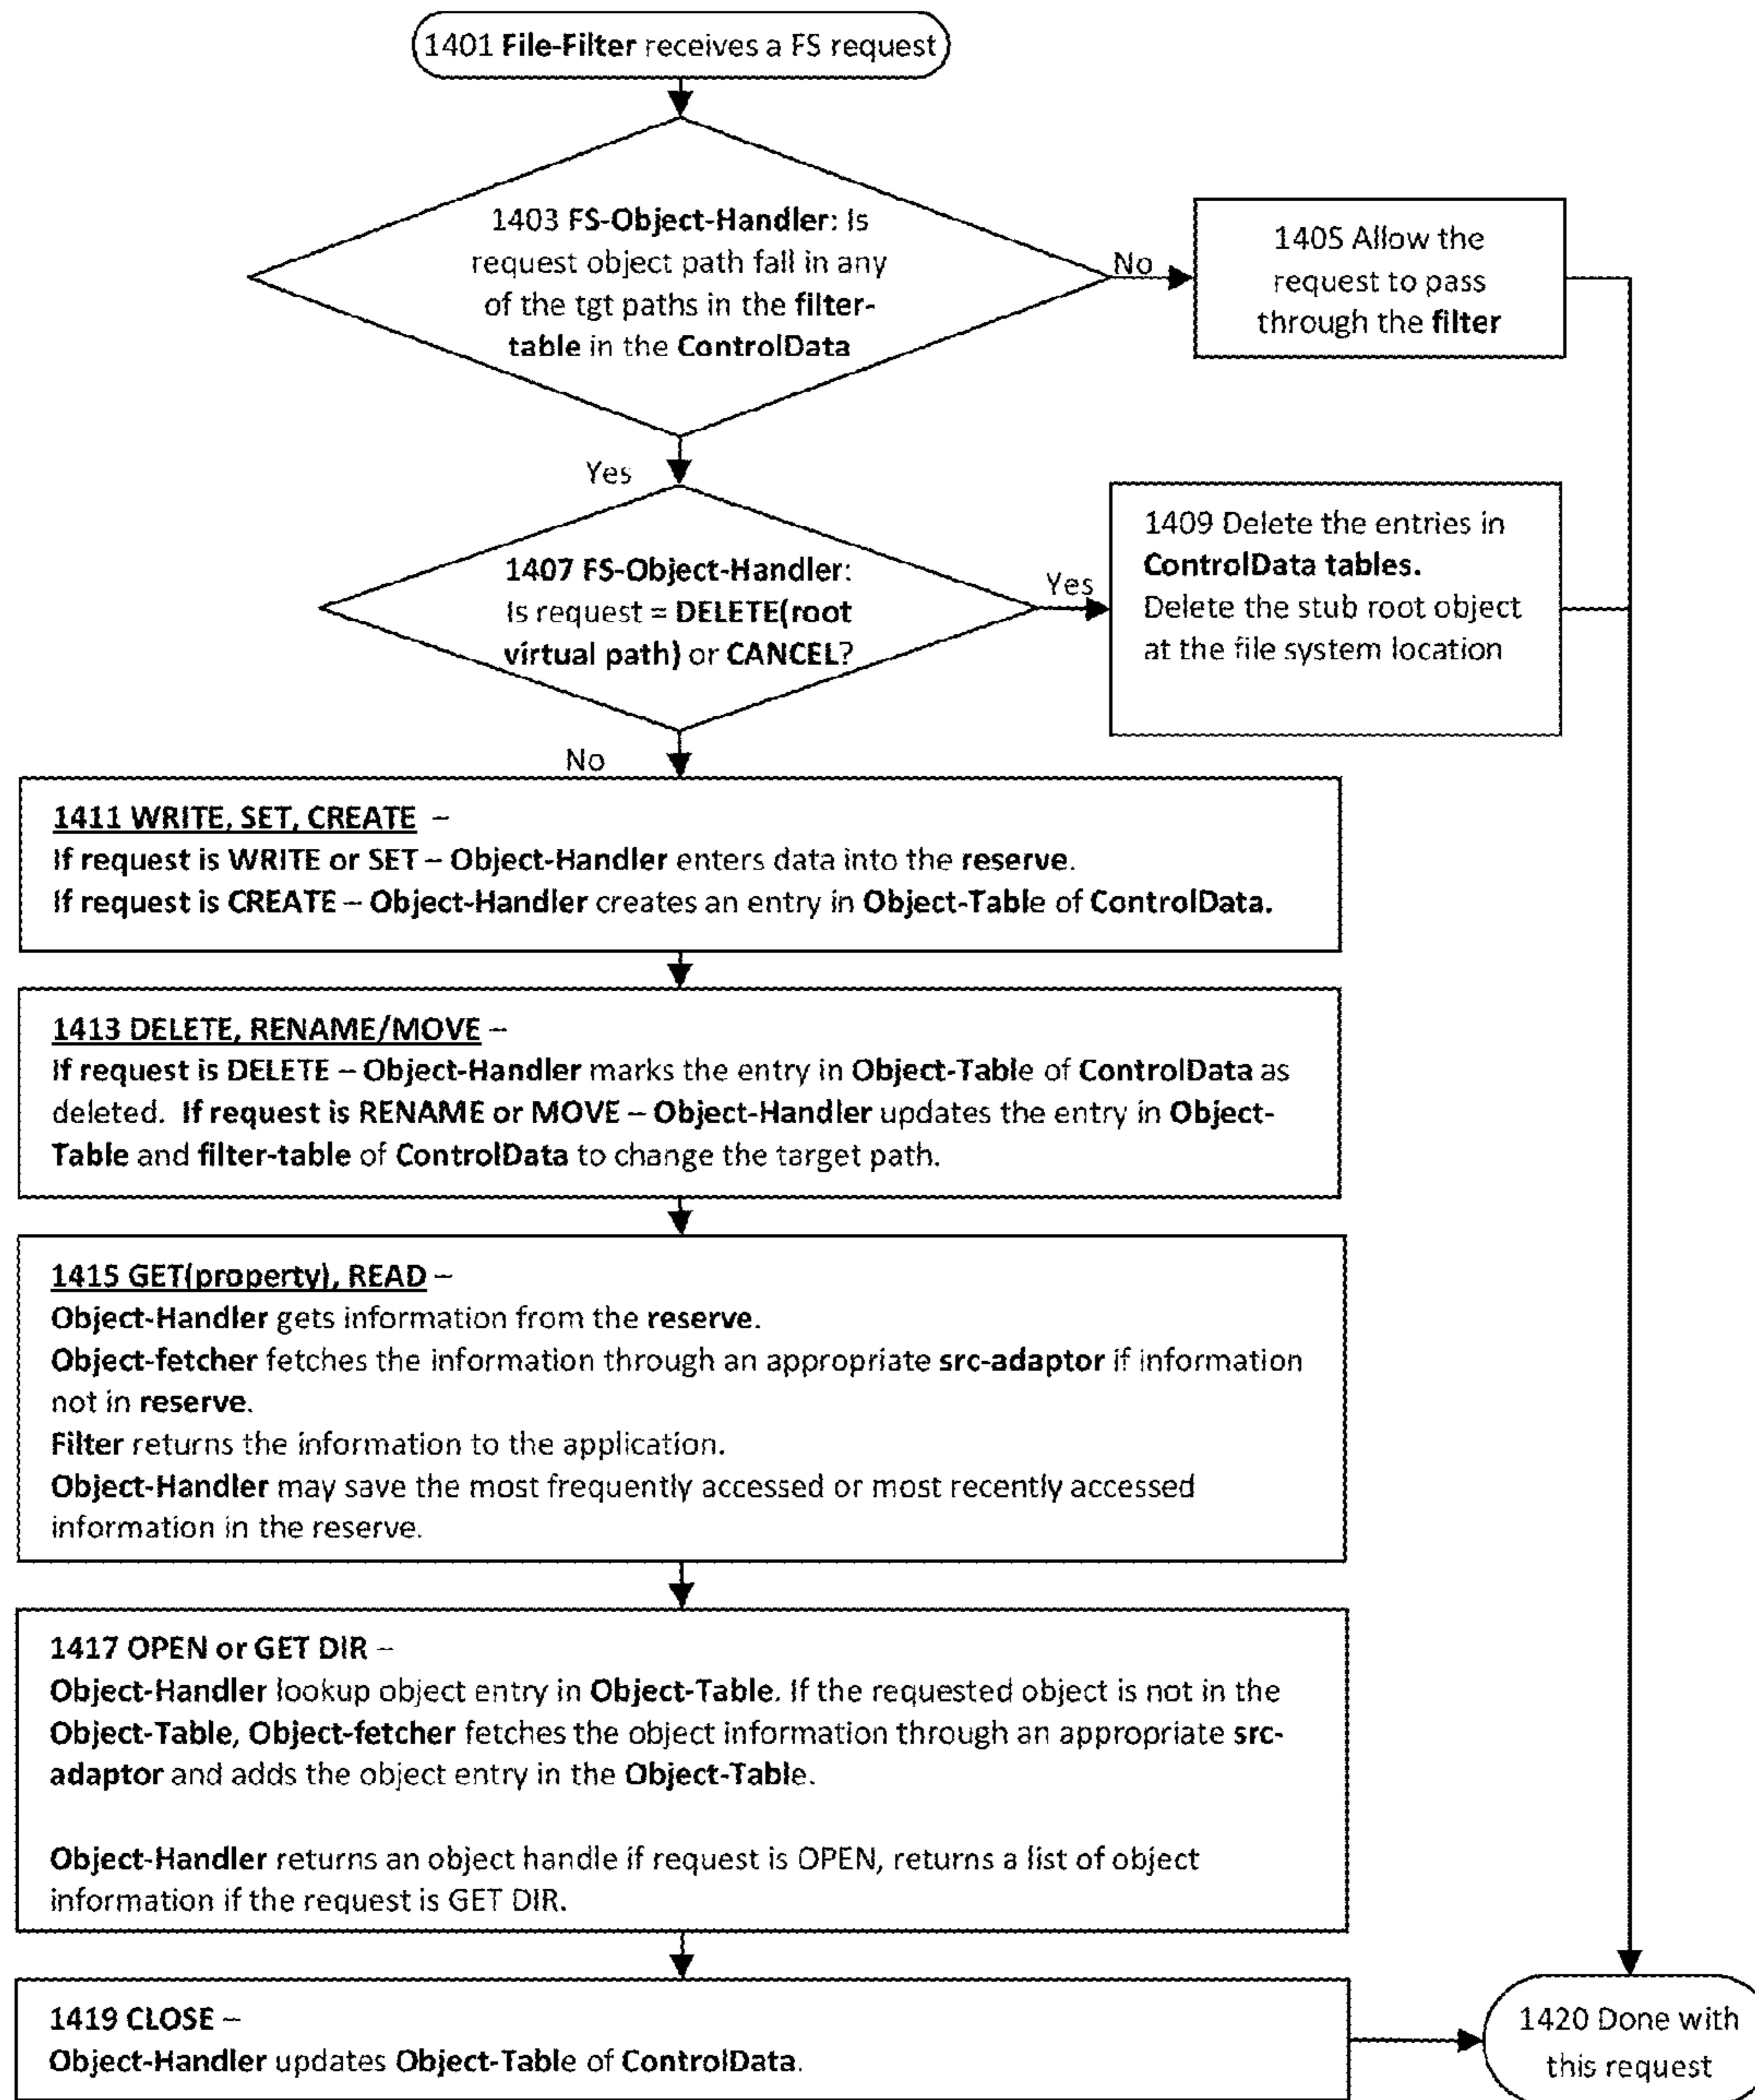 1401 File-Filter receives a FS request
1403 FS-Object-Handler: Is
request object path fall in any
of the tgt paths in the filter-
table in the ControlData
No
1405 Allow the
request to pass
through the filter
Yes
1407 FS-Object-Handler:
Is request = DELETE(root
virtual path) or CANCEL?
Yes
1409 Delete the entries in
ControlData tables.
Delete the stub root object
at the file system location
No
1411 WRITE, SET, CREATE –
If request is WRITE or SET – Object-Handler enters data into the reserve.
If request is CREATE – Object-Handler creates an entry in Object-Table of ControlData.
1413 DELETE, RENAME/MOVE –
If request is DELETE – Object-Handler marks the entry in Object-Table of ControlData as
deleted. If request is RENAME or MOVE – Object-Handler updates the entry in Object-
Table and filter-table of ControlData to change the target path.
1415 GET(property), READ –
Object-Handler gets information from the reserve.
Object-fetcher fetches the information through an appropriate src-adaptor if information
not in reserve.
Filter returns the information to the application.
Object-Handler may save the most frequently accessed or most recently accessed
information in the reserve.
1417 OPEN or GET DIR –
Object-Handler lookup object entry in Object-Table. If the requested object is not in the
Object-Table, Object-fetcher fetches the object information through an appropriate src-
adaptor and adds the object entry in the Object-Table.
Object-Handler returns an object handle if request is OPEN, returns a list of object
information if the request is GET DIR.
1419 CLOSE –
Object-Handler updates Object-Table of ControlData.
1420 Done with
this request